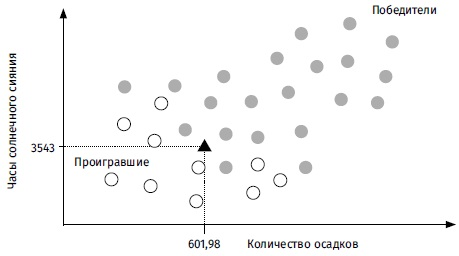 Победители
Часы солнечного сияния
3543
Проигравшие
601,98
Количество осадков